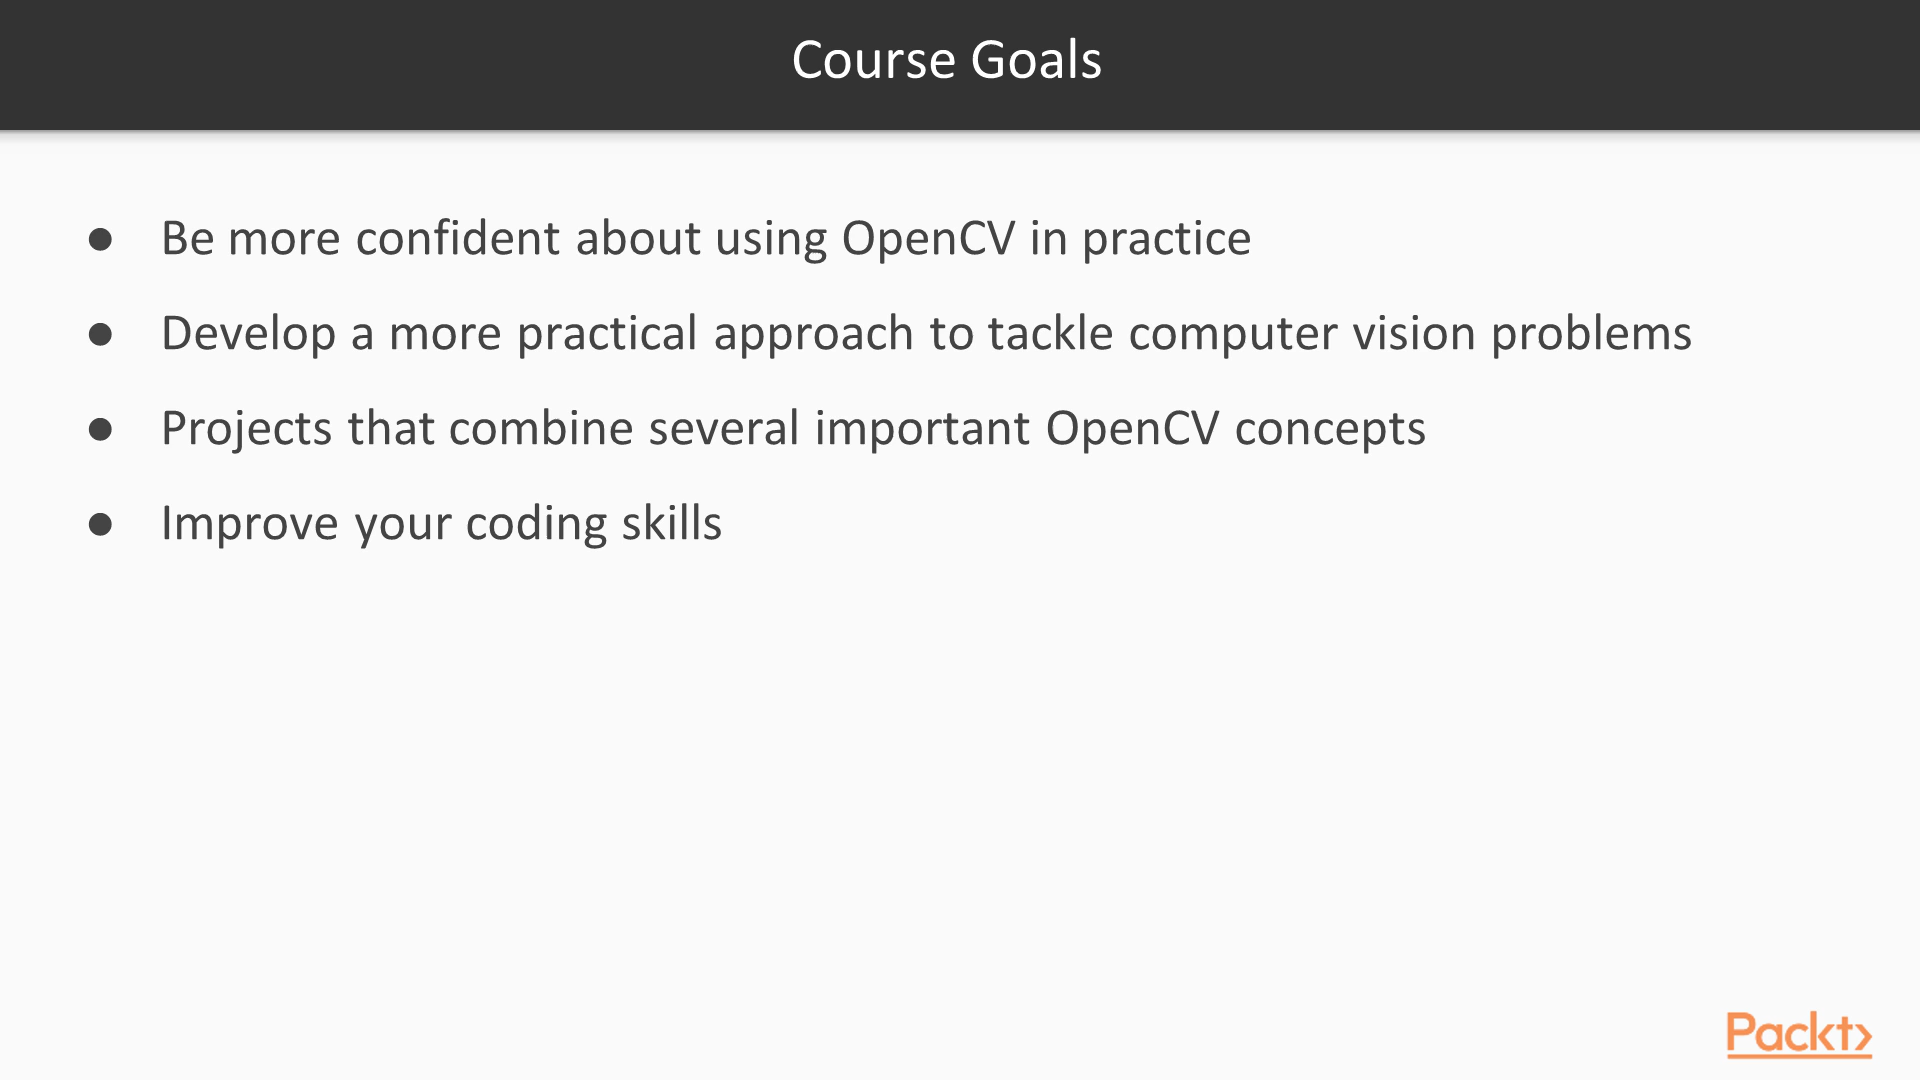 Course Goals
● Be more confident about using OpenCV in practice
● Develop a more practical approach to tackle computer vision problems
● Projects that combine several important OpenCV concepts
● Improve your coding skills
Packt>